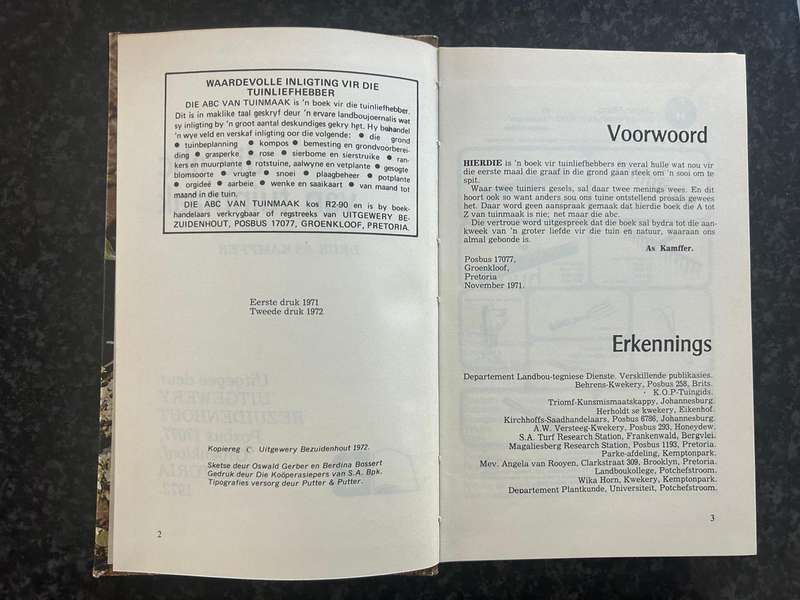 WAARDEVOLLE INLIGTING VIR DIE
TUINLIEFHEBBER
DIE ABC VAN TUINMAAK is 'n boek vir die tuinliefhebber.
Dit is in maklike taal geskryf deur 'n ervare landboujoernalis wat
sy inligting by 'n groot aantal deskundiges gekry het. Hy behandel
'n wye veld en verskaf inligting oor die volgende: ● die grond
● tuinbeplanning ● kompos ● bemesting en grondvoorberei-
ding ● grasperke ● rose ● sierbome en sierstruike ● ran-
kers en muurplante ● rotstuine, aalwyne en vetplante ● gesogte
blomsoorte ● vrugte ● snoei ● plaagbeheer ● potplante
● orgideë ● aarbeie ● wenke en saaikaart ● van maand tot
maand in die tuin.
DIE ABC VAN TUINMAAK kos R2-90 en is by boek-
handelaars verkrygbaar of regstreeks van UITGEWERY BE-
ZUIDENHOUT, POSBUS 17077, GROENKLOOF, PRETORIA.
Eerste druk 1971
Tweede druk 1972
Kopiereg © Uitgewery Bezuidenhout 1972.
Sketse deur Oswald Gerber en Berdina Bossert
Gedruk deur Die Koöperasiepers van S.A. Bpk.
Tipografies versorg deur Putter & Putter.
2
Voorwoord
HIERDIE is 'n boek vir tuinliefhebbers en veral hulle wat nou vir
die eerste maal die graaf in die grond gaan steek om 'n sooi om te
spit.
Waar twee tuiniers gesels, sal daar twee menings wees. En dit
hoort ook so want anders sou ons tuine ontstellend prosaïs gewees
het. Daar word geen aanspraak gemaak dat hierdie boek die A tot
Z van tuinmaak is nie; net maar die abc.
Die vertroue word uitgespreek dat die boek sal bydra tot die aan-
kweek van 'n groter liefde vir die tuin en natuur, waaraan ons
almal gebonde is.
As Kamffer.
Posbus 17077,
Groenkloof,
Pretoria
November 1971.
Erkennings
Departement Landbou-tegniese Dienste. Verskillende publikasies.
Behrens-Kwekery, Posbus 258, Brits.
K.O.P-Tuingids.
Triomf-Kunsmismaatskappy, Johannesburg.
Herholdt se kwekery, Eikenhof.
Kirchhoffs-Saadhandelaars, Posbus 6786, Johannesburg.
A.W. Versteeg-Kwekery, Posbus 293, Honeydew.
S.A. Turf Research Station, Frankenwald, Bergvlei.
Magaliesberg Research Station, Posbus 1193, Pretoria.
Parke-afdeling, Kemptonpark.
Mev. Angela van Rooyen, Clarkstraat 309, Brooklyn, Pretoria.
Landboukollege, Potchefstroom.
Wika Horn, Kwekery, Kemptonpark.
Departement Plantkunde, Universiteit, Potchefstroom.
3